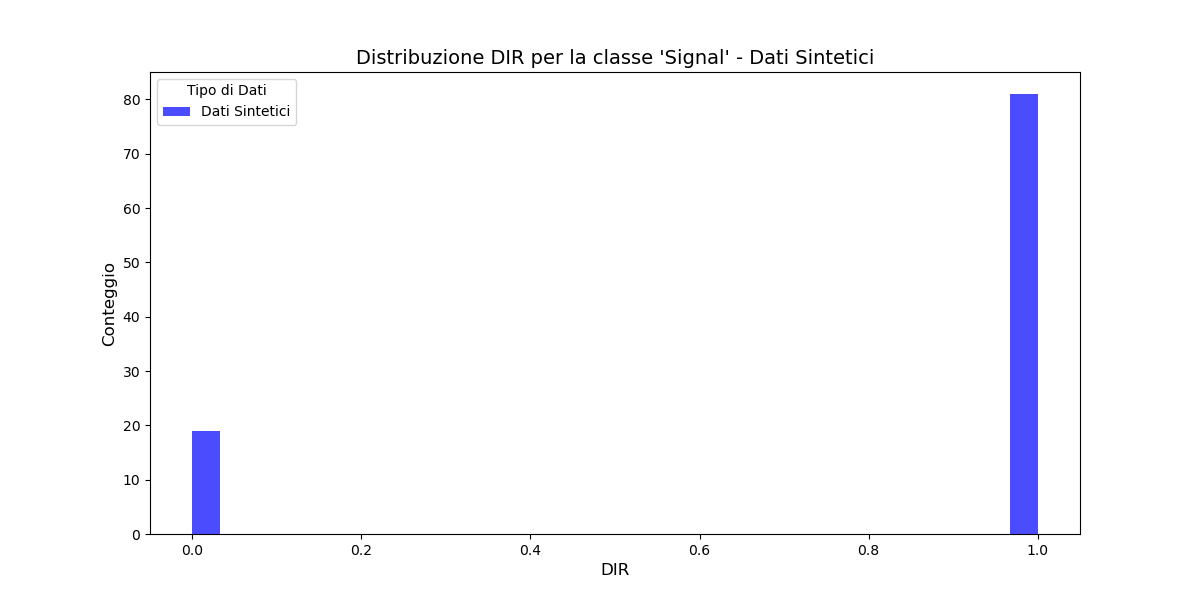 Distribuzione DIR per la classe 'Signal' - Dati Sintetici
Tipo di Dati
Dati Sintetici
80
70
60
50
40
30
20
10
0
Conteggio
0.0 0.2 0.4 0.6 0.8 1.0
DIR